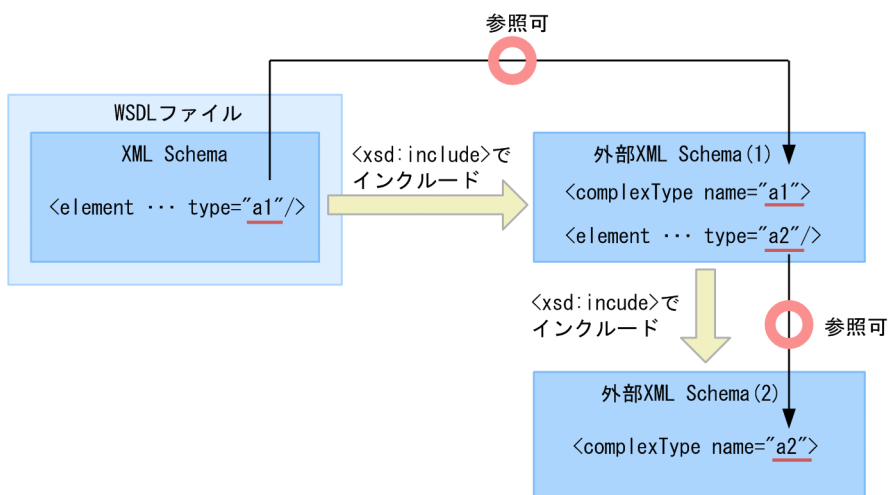 参照可
WSDLファイル
XML Schema
<element ･･･ type="a1"/>
<xsd:include>で
インクルード
外部XML Schema(1)
<complexType name="a1">
<element ･･･ type="a2"/>
<xsd:incude>で
インクルード
参照可
外部XML Schema(2)
<complexType name="a2">